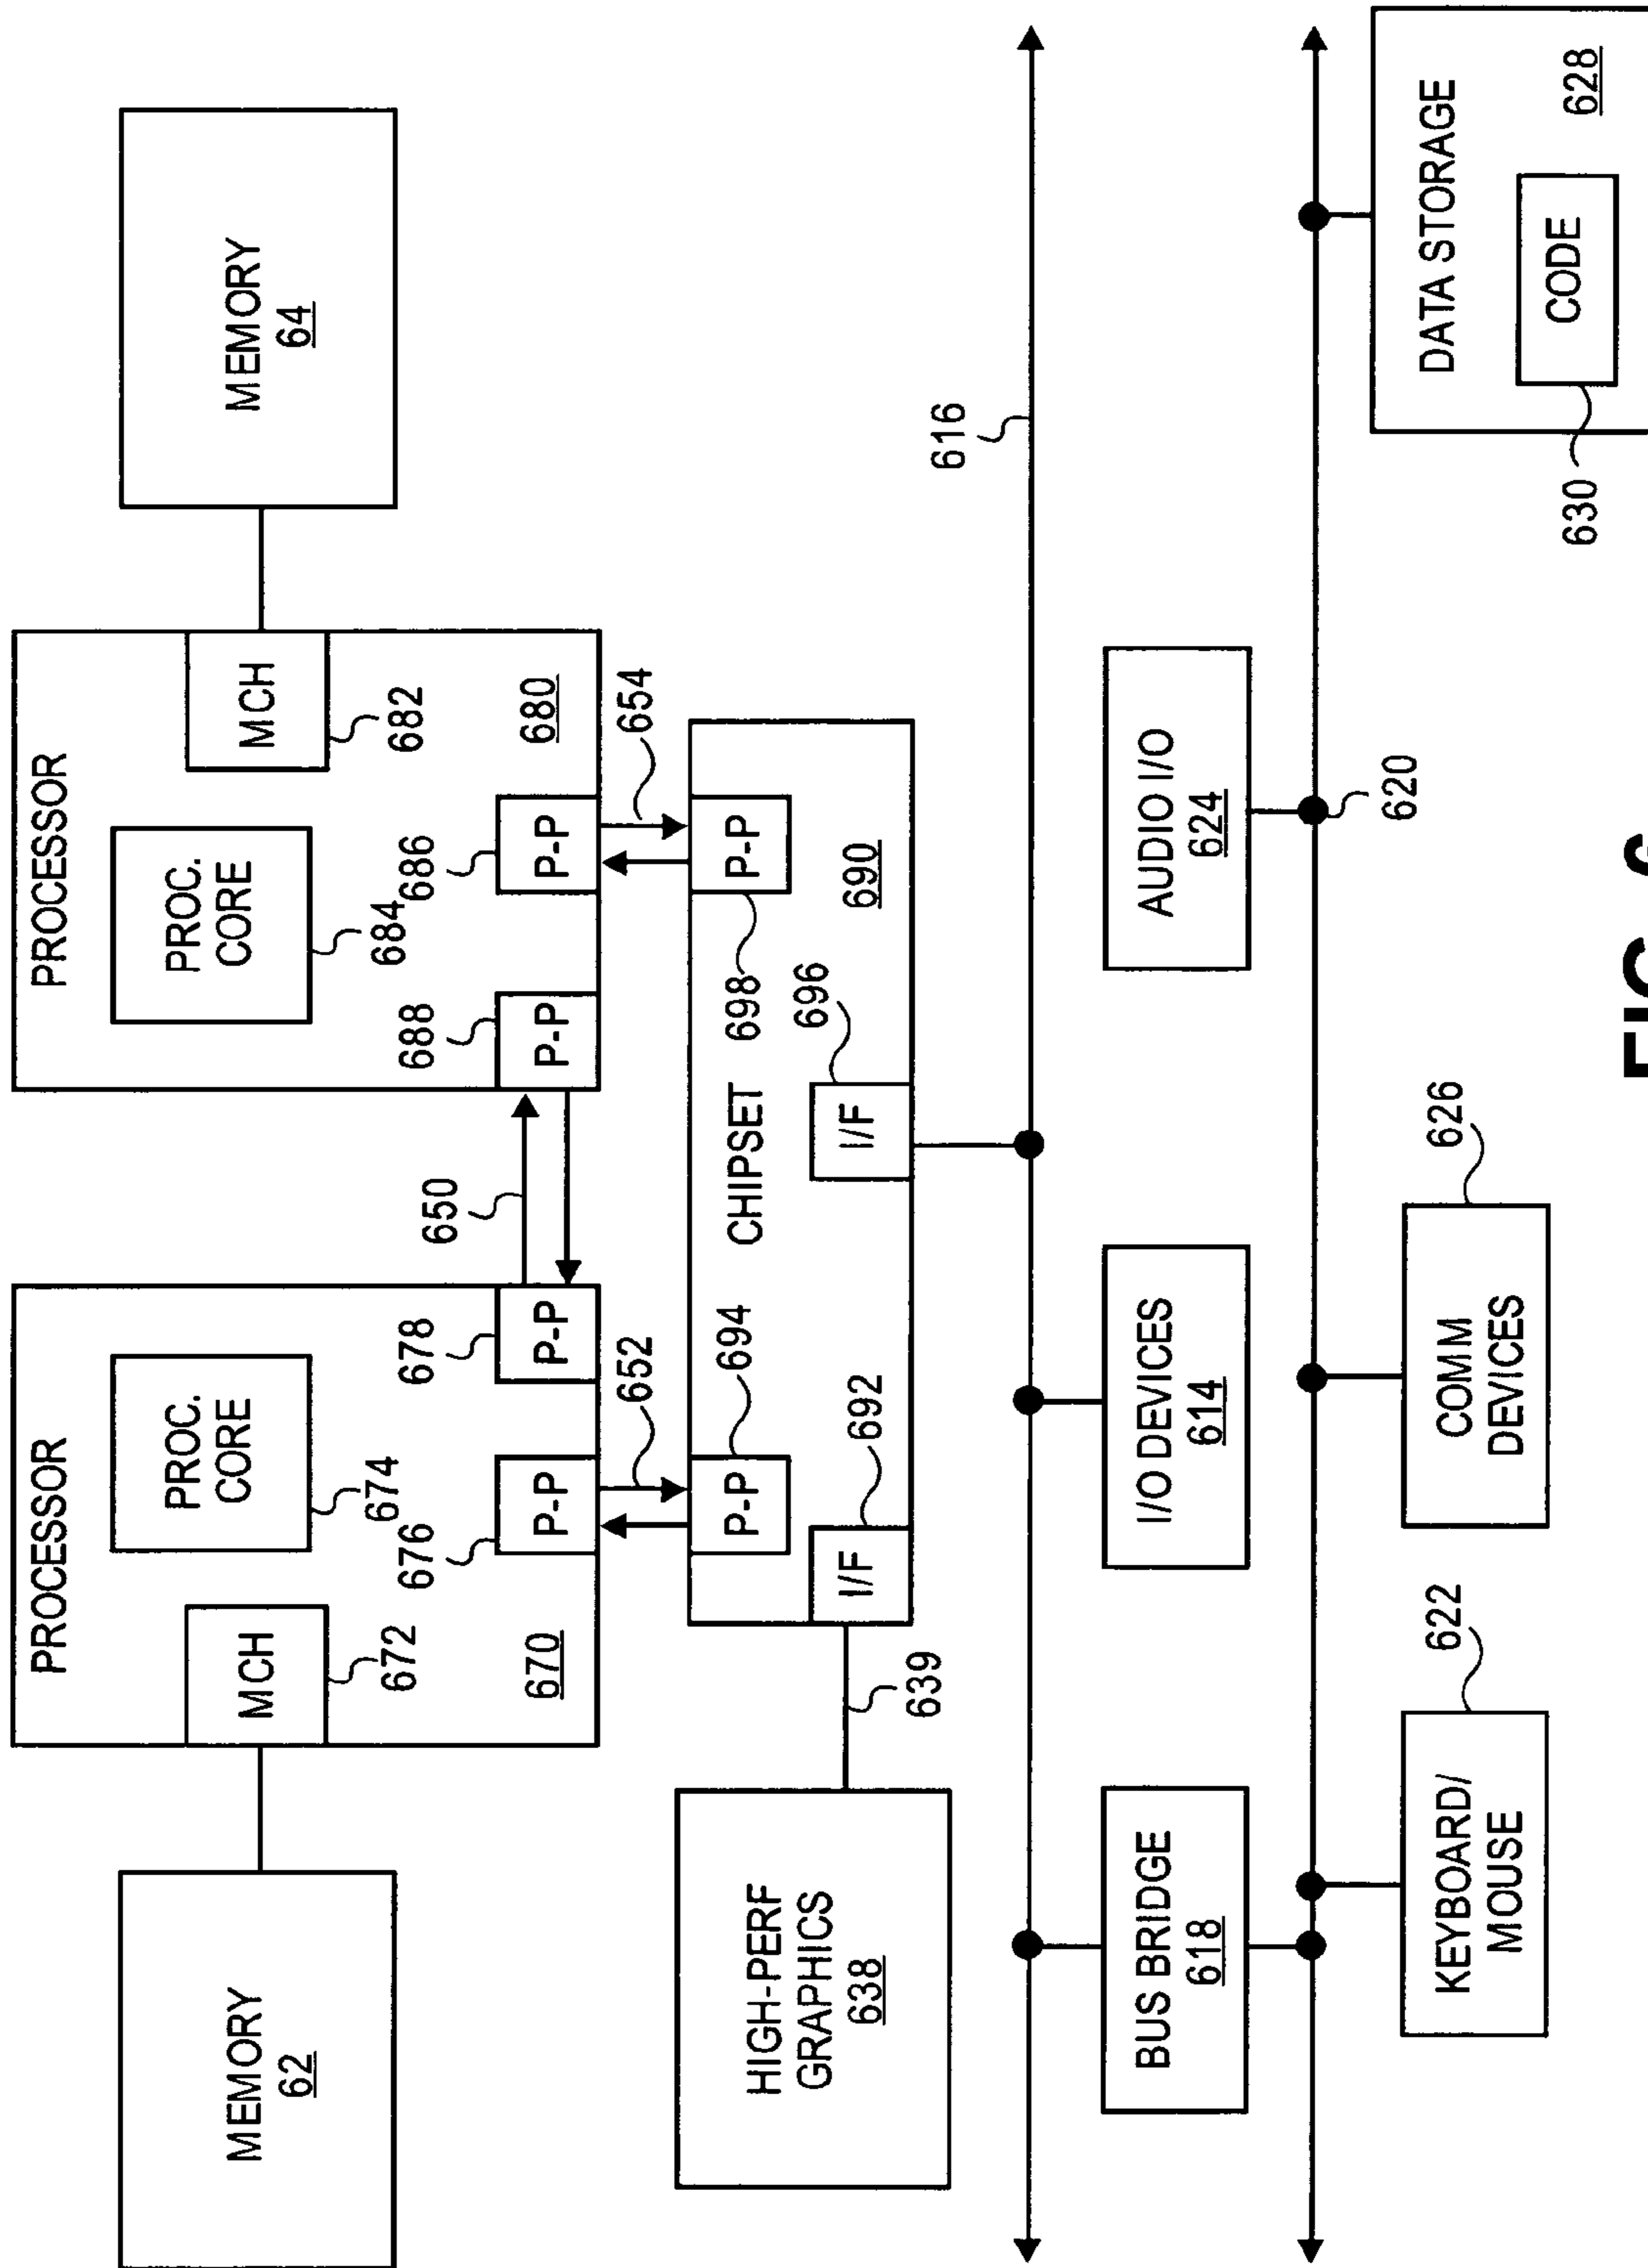 PROCESSOR
PROCESSOR
MEMORY
62
MCH
672
PROC.
CORE
674
670
676
P-P
678
P-P
650
688
P-P
PROC.
CORE
684
686
P-P
MCH
682
680
MEMORY
64
652
654
HIGH-PERF
GRAPHICS
638
639
I/F
692
P-P
694
CHIPSET
I/F
696
P-P
698
690
616
BUS BRIDGE
618
I/O DEVICES
614
AUDIO I/O
624
620
KEYBOARD/
MOUSE
622
COMM
DEVICES
626
DATA STORAGE
CODE
630
628
FIG. 6